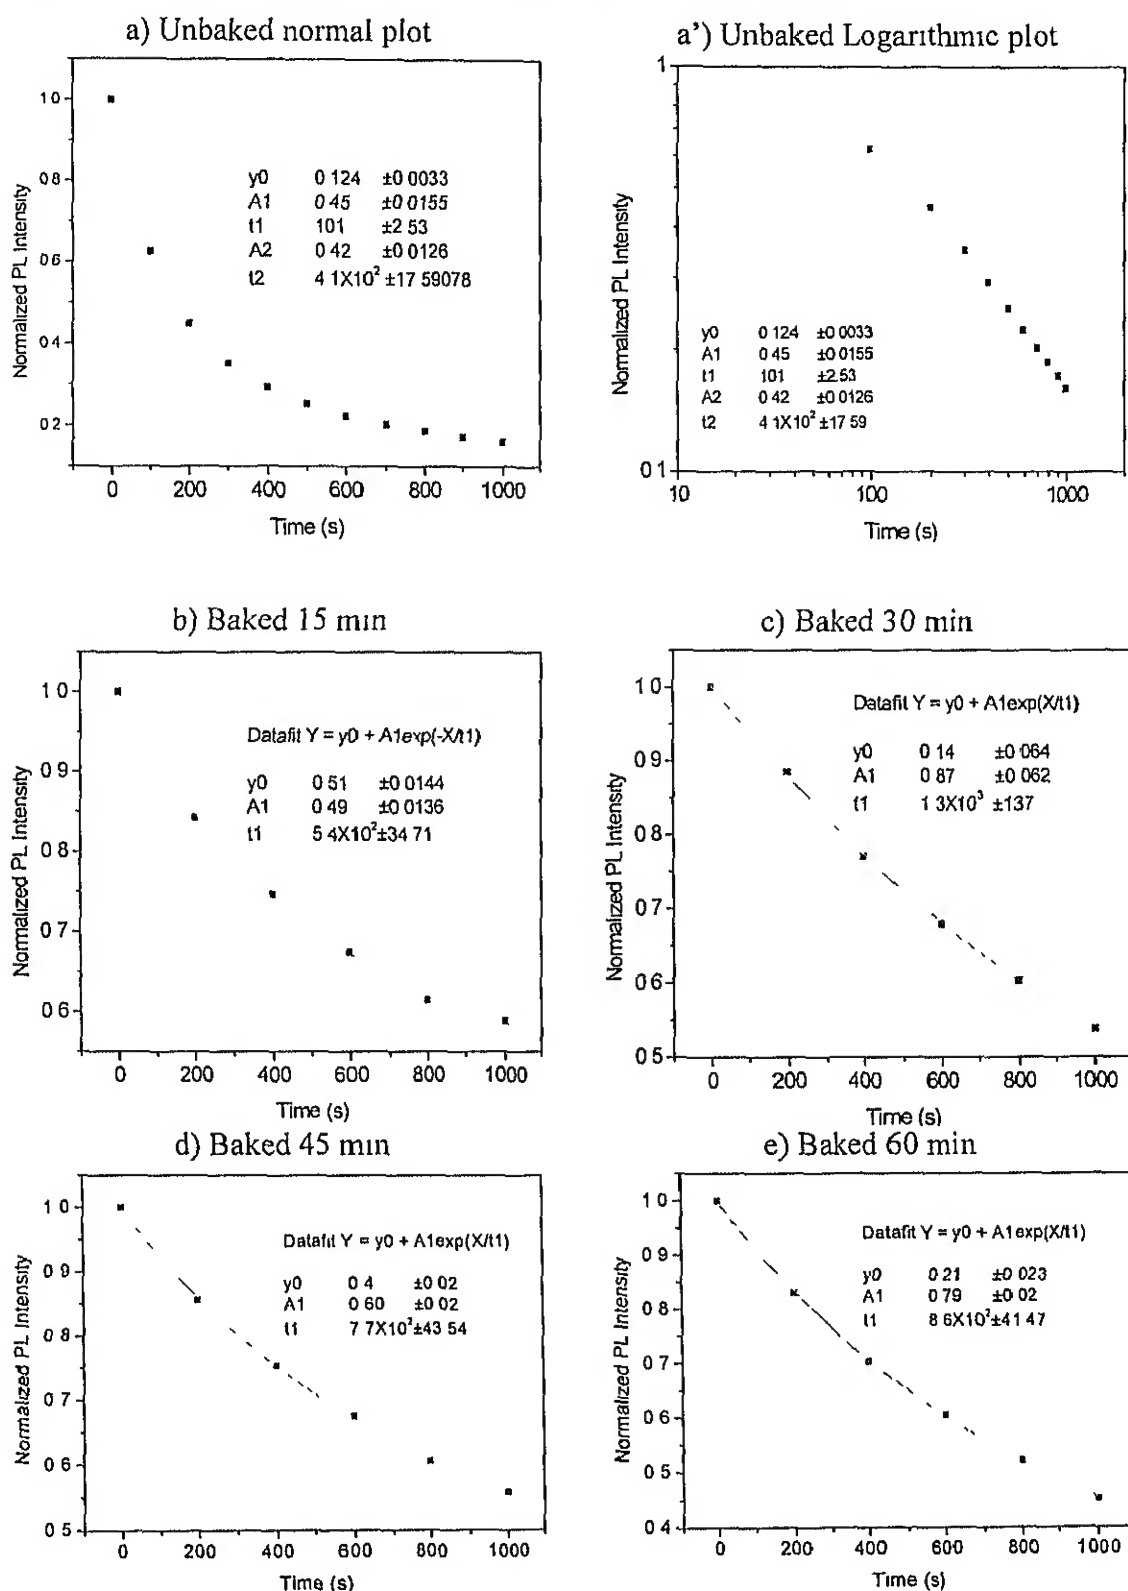 a) Unbaked normal plot
Normalized PL Intensity
1 0
0 8
0 6
0 4
0 2
y0 0 124 ±0 0033
A1 0 45 ±0 0155
t1 101 ±2 53
A2 0 42 ±0 0126
t2 4 1X10² ±17 59078
0 200 400 600 800 1000
Time (s)
a') Unbaked Logarithmic plot
Normalized PL Intensity
1
0 1
y0 0 124 ±0 0033
A1 0 45 ±0 0155
t1 101 ±2.53
A2 0 42 ±0 0126
t2 4 1X10² ±17 59
10 100 1000
Time (s)
b) Baked 15 min
Normalized PL Intensity
1 0
0 9
0 8
0 7
0 6
Datafit Y = y0 + A1exp(-X/t1)
y0 0 51 ±0 0144
A1 0 49 ±0 0136
t1 5 4X10²±34 71
0 200 400 600 800 1000
Time (s)
c) Baked 30 min
Normalized PL Intensity
1 0
0 9
0 8
0 7
0 6
0 5
Datafit Y = y0 + A1exp(X/t1)
y0 0 14 ±0 064
A1 0 87 ±0 062
t1 1 3X10³ ±137
0 200 400 600 800 1000
Time (s)
d) Baked 45 min
Normalized PL Intensity
1 0
0 9
0 8
0 7
0 6
0 5
Datafit Y = y0 + A1exp(X/t1)
y0 0 4 ±0 02
A1 0 60 ±0 02
t1 7 7X10²±43 54
0 200 400 600 800 1000
Time (s)
e) Baked 60 min
Normalized PL Intensity
1 0
0 9
0 8
0 7
0 6
0 5
0 4
Datafit Y = y0 + A1exp(X/t1)
y0 0 21 ±0 023
A1 0 79 ±0 02
t1 8 6X10²±41 47
0 200 400 600 800 1000
Time (s)